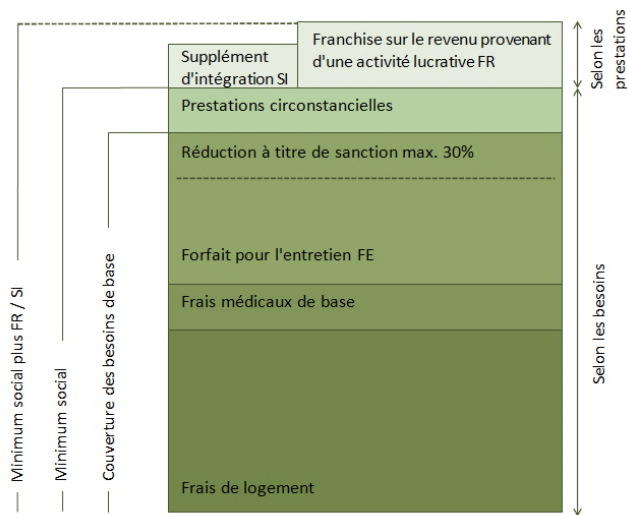 Supplément
d'intégration SI
Franchise sur le revenu provenant
d'une activité lucrative FR
Prestations circonstancielles
Réduction à titre de sanction max. 30%
Forfait pour l'entretien FE
Frais médicaux de base
Frais de logement
Minimum social plus FR / SI
Minimum social
Couverture des besoins de base
Selon les
prestations
Selon les besoins